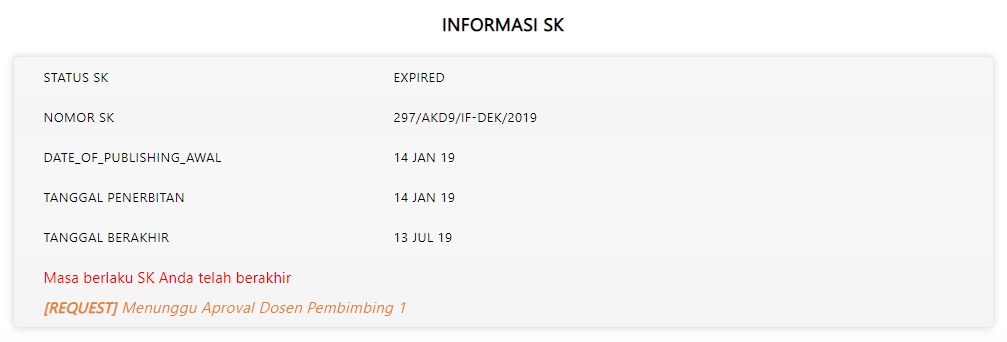 INFORMASI SK
STATUS SK EXPIRED
NOMOR SK 297/AKD9/IF-DEK/2019
DATE_OF_PUBLISHING_AWAL 14 JAN 19
TANGGAL PENERBITAN 14 JAN 19
TANGGAL BERAKHIR 13 JUL 19
Masa berlaku SK Anda telah berakhir
[REQUEST] Menunggu Aproval Dosen Pembimbing 1